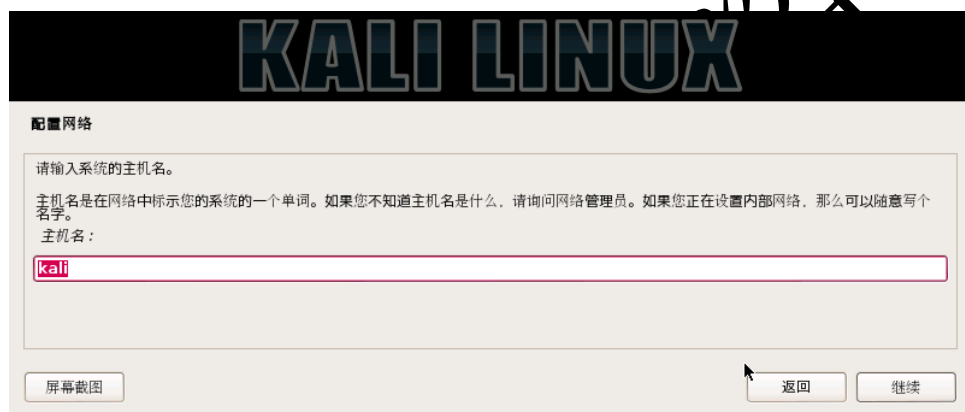 KALI LINUX
配置网络
请输入系统的主机名。
主机名是在网络中标示您的系统的一个单词。如果您不知道主机名是什么，请询问网络管理员。如果您正在设置内部网络，那么可以随意写个
名字。
主机名：
kali
屏幕截图
返回
继续